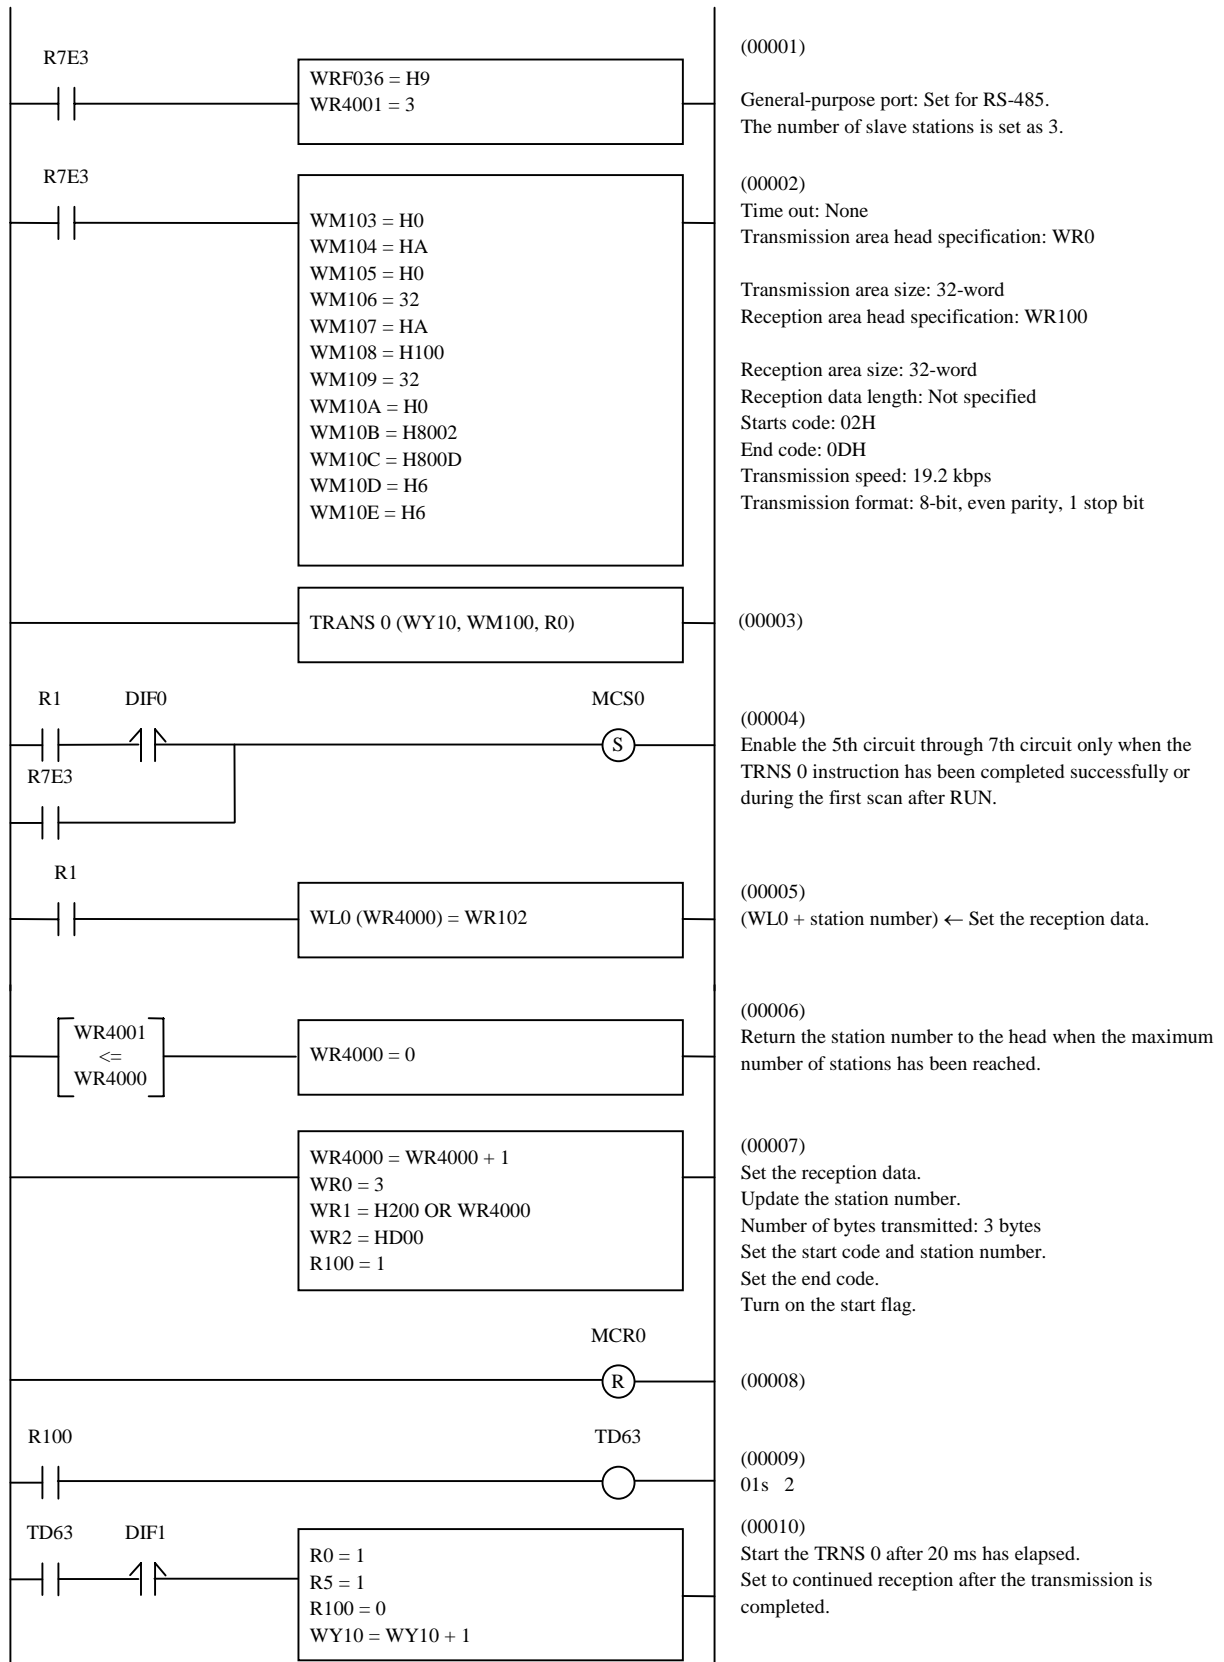 (00001)
R7E3
WRF036 = H9
WR4001 = 3
General-purpose port: Set for RS-485.
The number of slave stations is set as 3.
R7E3
WM103 = H0
WM104 = HA
WM105 = H0
WM106 = 32
WM107 = HA
WM108 = H100
WM109 = 32
WM10A = H0
WM10B = H8002
WM10C = H800D
WM10D = H6
WM10E = H6
(00002)
Time out: None
Transmission area head specification: WR0
Transmission area size: 32-word
Reception area head specification: WR100
Reception area size: 32-word
Reception data length: Not specified
Starts code: 02H
End code: 0DH
Transmission speed: 19.2 kbps
Transmission format: 8-bit, even parity, 1 stop bit
TRANS 0 (WY10, WM100, R0)
(00003)
R1 DIF0 MCS0
S
R7E3
(00004)
Enable the 5th circuit through 7th circuit only when the
TRNS 0 instruction has been completed successfully or
during the first scan after RUN.
R1
WL0 (WR4000) = WR102
(00005)
(WL0 + station number) ← Set the reception data.
WR4001
<=
WR4000
WR4000 = 0
(00006)
Return the station number to the head when the maximum
number of stations has been reached.
WR4000 = WR4000 + 1
WR0 = 3
WR1 = H200 OR WR4000
WR2 = HD00
R100 = 1
(00007)
Set the reception data.
Update the station number.
Number of bytes transmitted: 3 bytes
Set the start code and station number.
Set the end code.
Turn on the start flag.
MCR0
R
(00008)
R100 TD63
(00009)
01s 2
TD63 DIF1
R0 = 1
R5 = 1
R100 = 0
WY10 = WY10 + 1
(00010)
Start the TRNS 0 after 20 ms has elapsed.
Set to continued reception after the transmission is
completed.